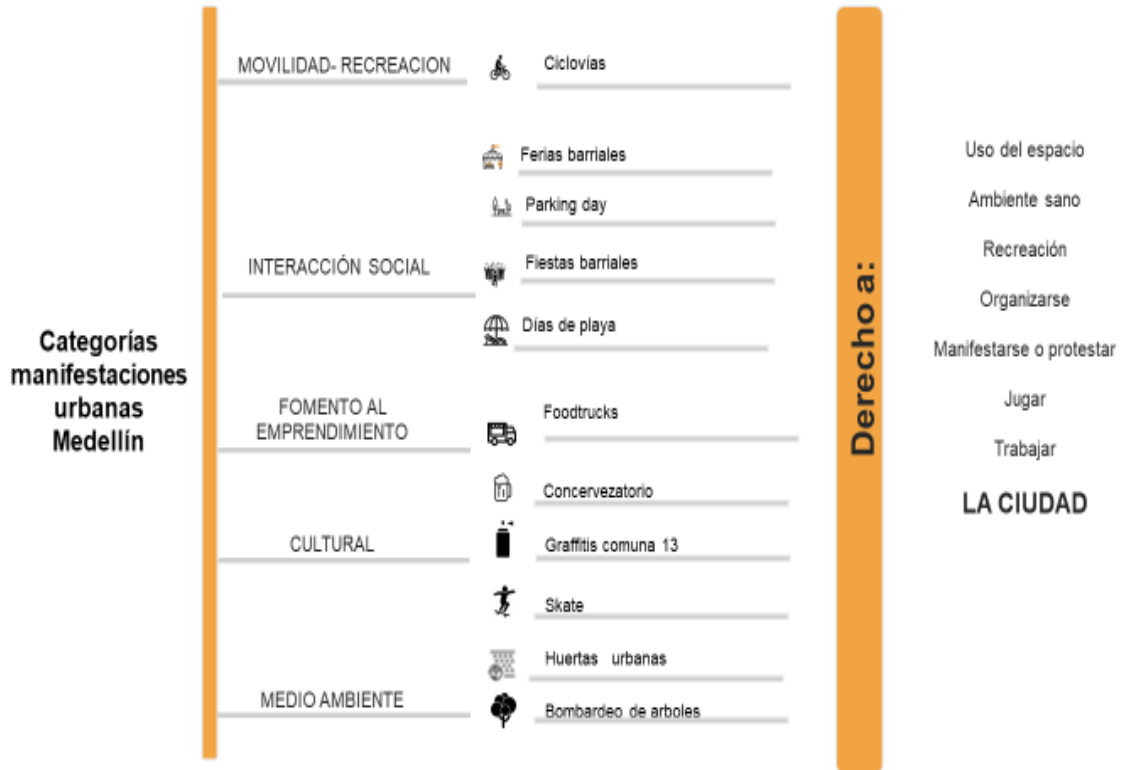 Categorías
manifestaciones
urbanas
Medellín
MOVILIDAD- RECREACION
Ciclovías
INTERACCIÓN SOCIAL
Ferias barriales
Parking day
Fiestas barriales
Días de playa
FOMENTO AL
EMPRENDIMIENTO
Foodtrucks
CULTURAL
Concervezatorio
Graffitis comuna 13
Skate
MEDIO AMBIENTE
Huertas urbanas
Bombardeo de arboles
Derecho a:
Uso del espacio
Ambiente sano
Recreación
Organizarse
Manifestarse o protestar
Jugar
Trabajar
LA CIUDAD